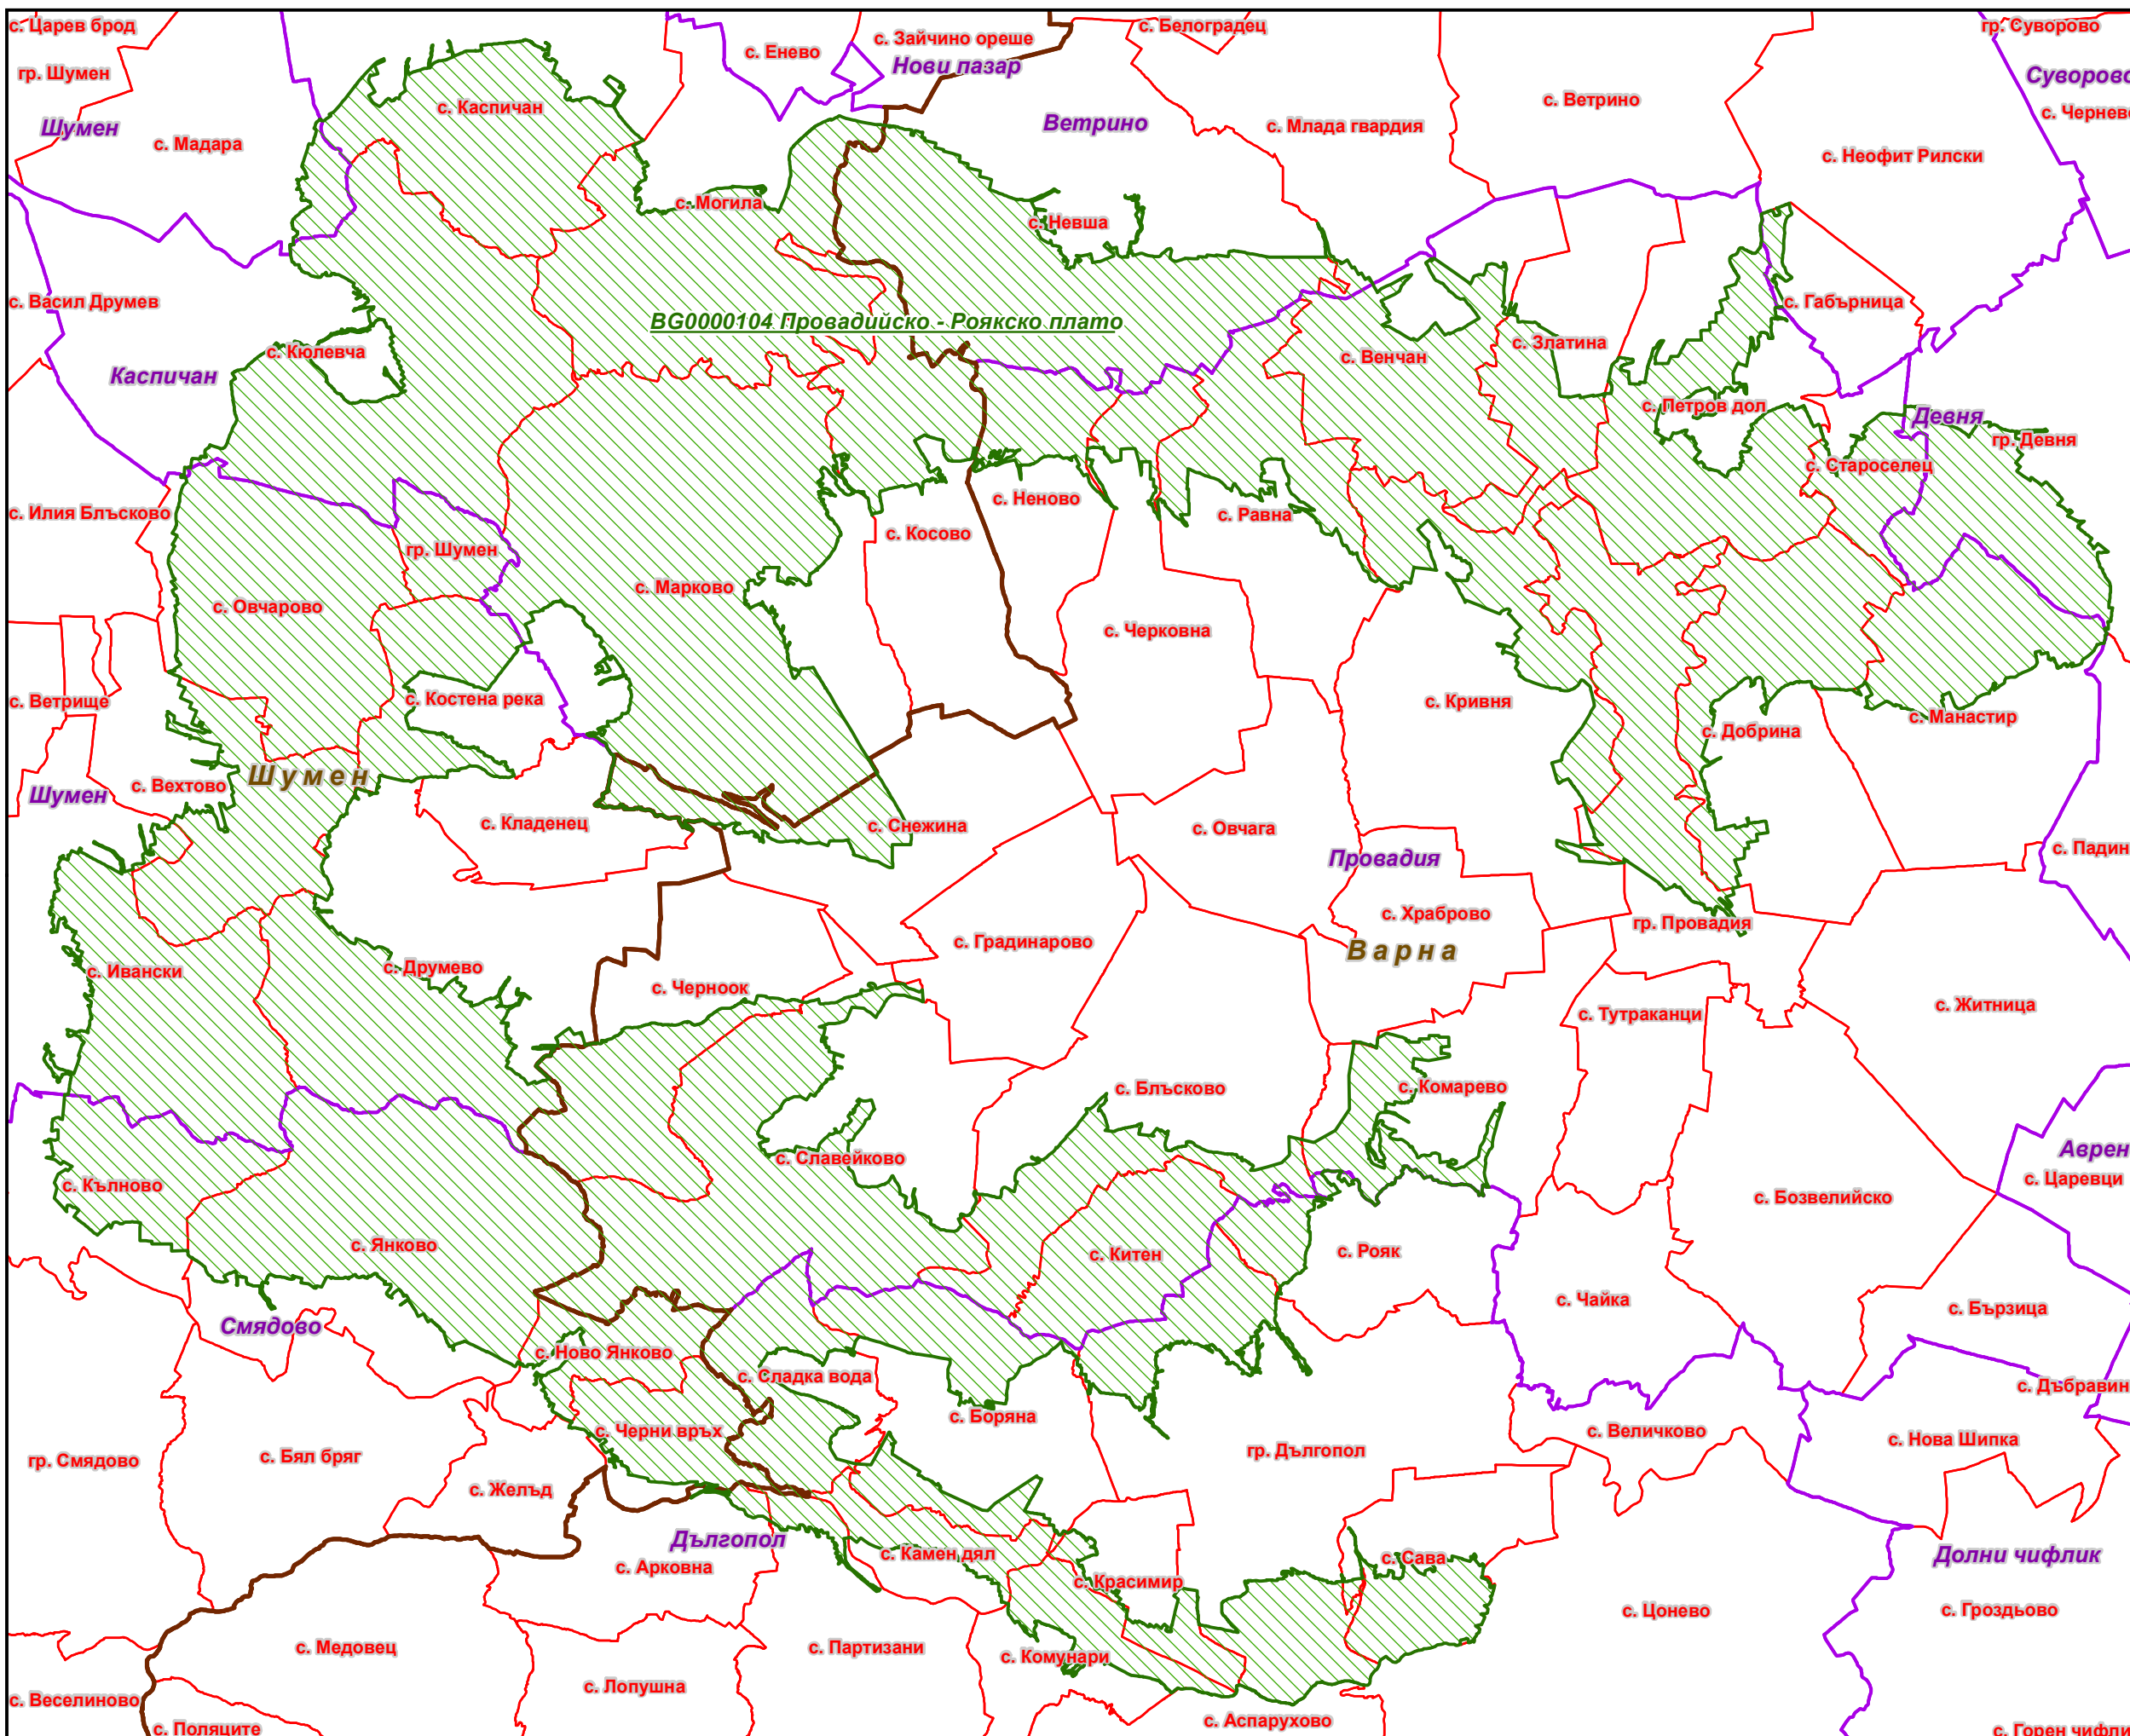 с. Царев брод
с. Белоградец
гр. Суворово
с. Зайчино ореше
с. Енево
Нови пазар
гр. Шумен
Суворово
с. Каспичан
с. Ветрино
Шумен
Ветрино
с. Млада гвардия
с. Чернев
с. Мадара
с. Неофит Рилски
с. Могила
с. Невша
с. Васил Друмев
с. Габърница
BG0000104 Провадийско - Роякско плато
с. Златина
с. Кюлевча
с. Венчан
Каспичан
с. Петров дол
Девня
гр. Девня
с. Староселец
с. Неново
с. Илия Блъсково
с. Равна
с. Косово
гр. Шумен
с. Марково
с. Овчарово
с. Черковна
с. Ветрище
с. Костена река
с. Кривня
с. Манастир
с. Добрина
Шумен
с. Вехтово
Шумен
с. Кладенец
с. Снежина
с. Овчага
с. Падин
Провадия
с. Храброво
гр. Провадия
с. Градинарово
Варна
с. Ивански
с. Друмево
с. Черноок
с. Житница
с. Тутраканци
с. Блъсково
с. Комарево
Аврен
с. Славейково
с. Царевци
с. Кълново
с. Бозвелийско
с. Янково
с. Китен
с. Рояк
с. Чайка
с. Бързица
Смядово
с. Ново Янково
с. Сладка вода
с. Дъбравин
с. Боряна
с. Черни връх
с. Величково
с. Нова Шипка
гр. Дългопол
с. Бял бряг
гр. Смядово
с. Желъд
Дългопол
с. Камен дял
с. Сава
Долни чифлик
с. Арковна
с. Красимир
с. Цонево
с. Гроздьово
с. Медовец
с. Партизани
с. Комунари
с. Лопушна
с. Веселиново
с. Аспарухово
с. Поляците
с. Горен чифли